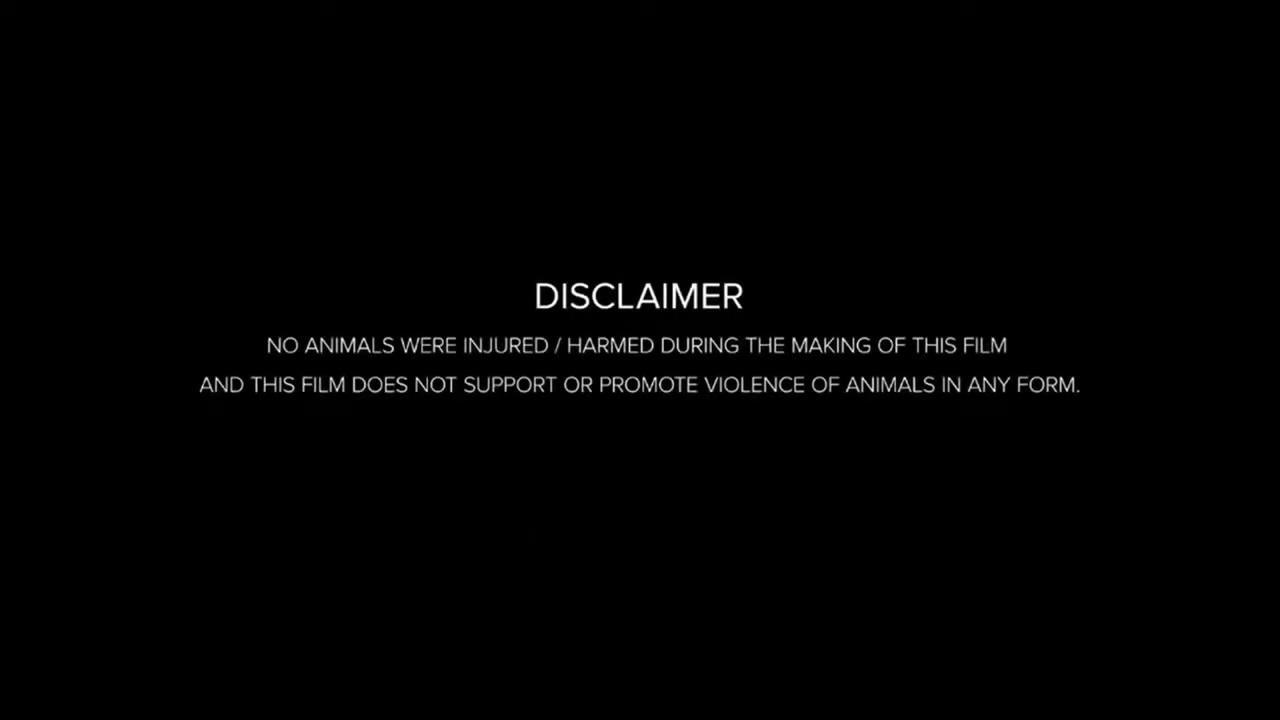 DISCLAIMER
NO ANIMALS WERE INJURED / HARMED DURING THE MAKING OF THIS FILM
AND THIS FILM DOES NOT SUPPORT OR PROMOTE VIOLENCE OF ANIMALS IN ANY FORM.